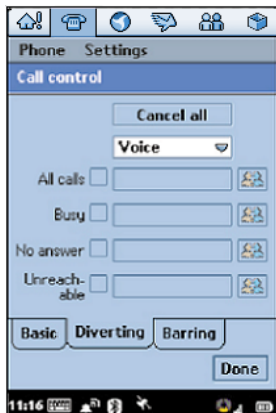 Phone Settings
Call control
Cancel all
Voice
All calls
Busy
No answer
Unreach-
able
Basic Diverting Barring
Done
11:16